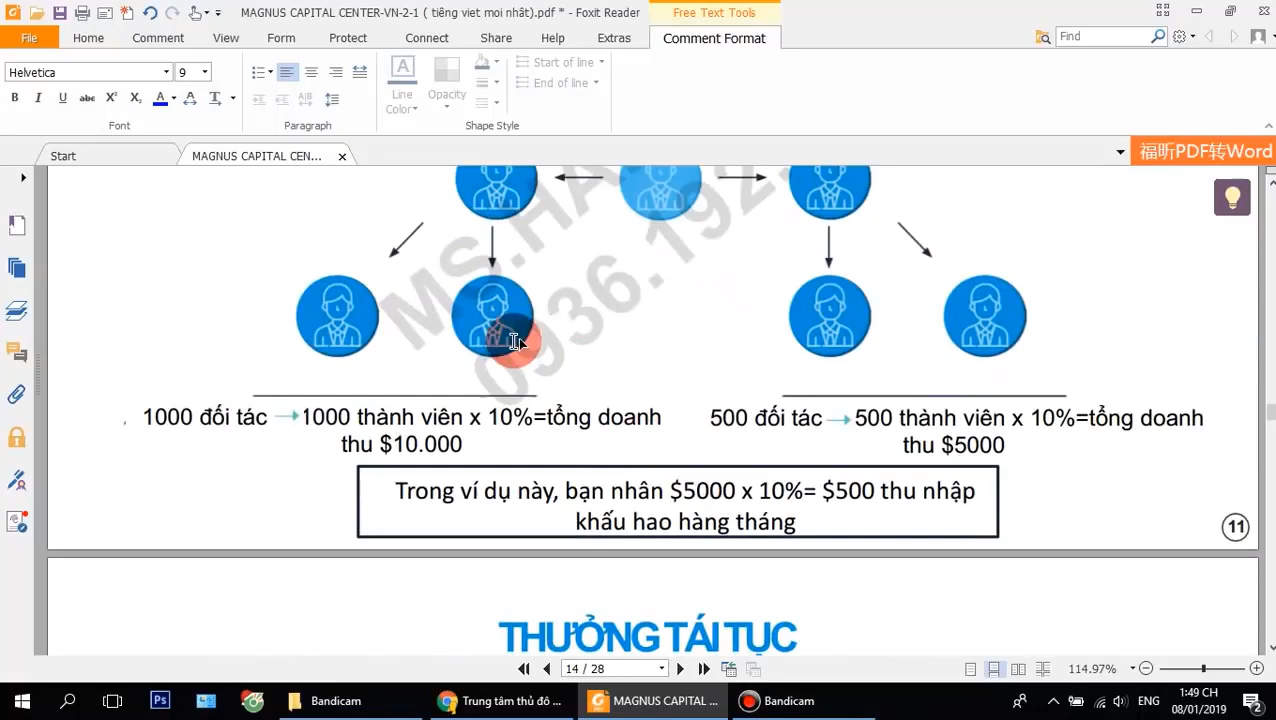 MAGNUS CAPITAL CENTER-VN-2-1 ( tiếng viet moi nhất).pdf * - Foxit Reader
Free Text Tools
File Home Comment View Form Protect Connect Share Help Extras Comment Format
Find
Helvetica 9
Start of line
End of line
Line Color
Opacity
Font
Paragraph
Shape Style
Start
MAGNUS CAPITAL CEN...
福听PDF转Word
MS.HA
0936.192
1000 đối tác → 1000 thành viên x 10%=tổng doanh
thu $10.000
500 đối tác → 500 thành viên x 10%=tổng doanh
thu $5000
Trong ví dụ này, bạn nhân $5000 x 10%= $500 thu nhập
khấu hao hàng tháng
11
THƯỞNG TÁI TỤC
14 / 28
114.97%
Bandicam
Trung tâm thủ đô ...
MAGNUS CAPITAL ...
Bandicam
ENG
1:49 CH
08/01/2019